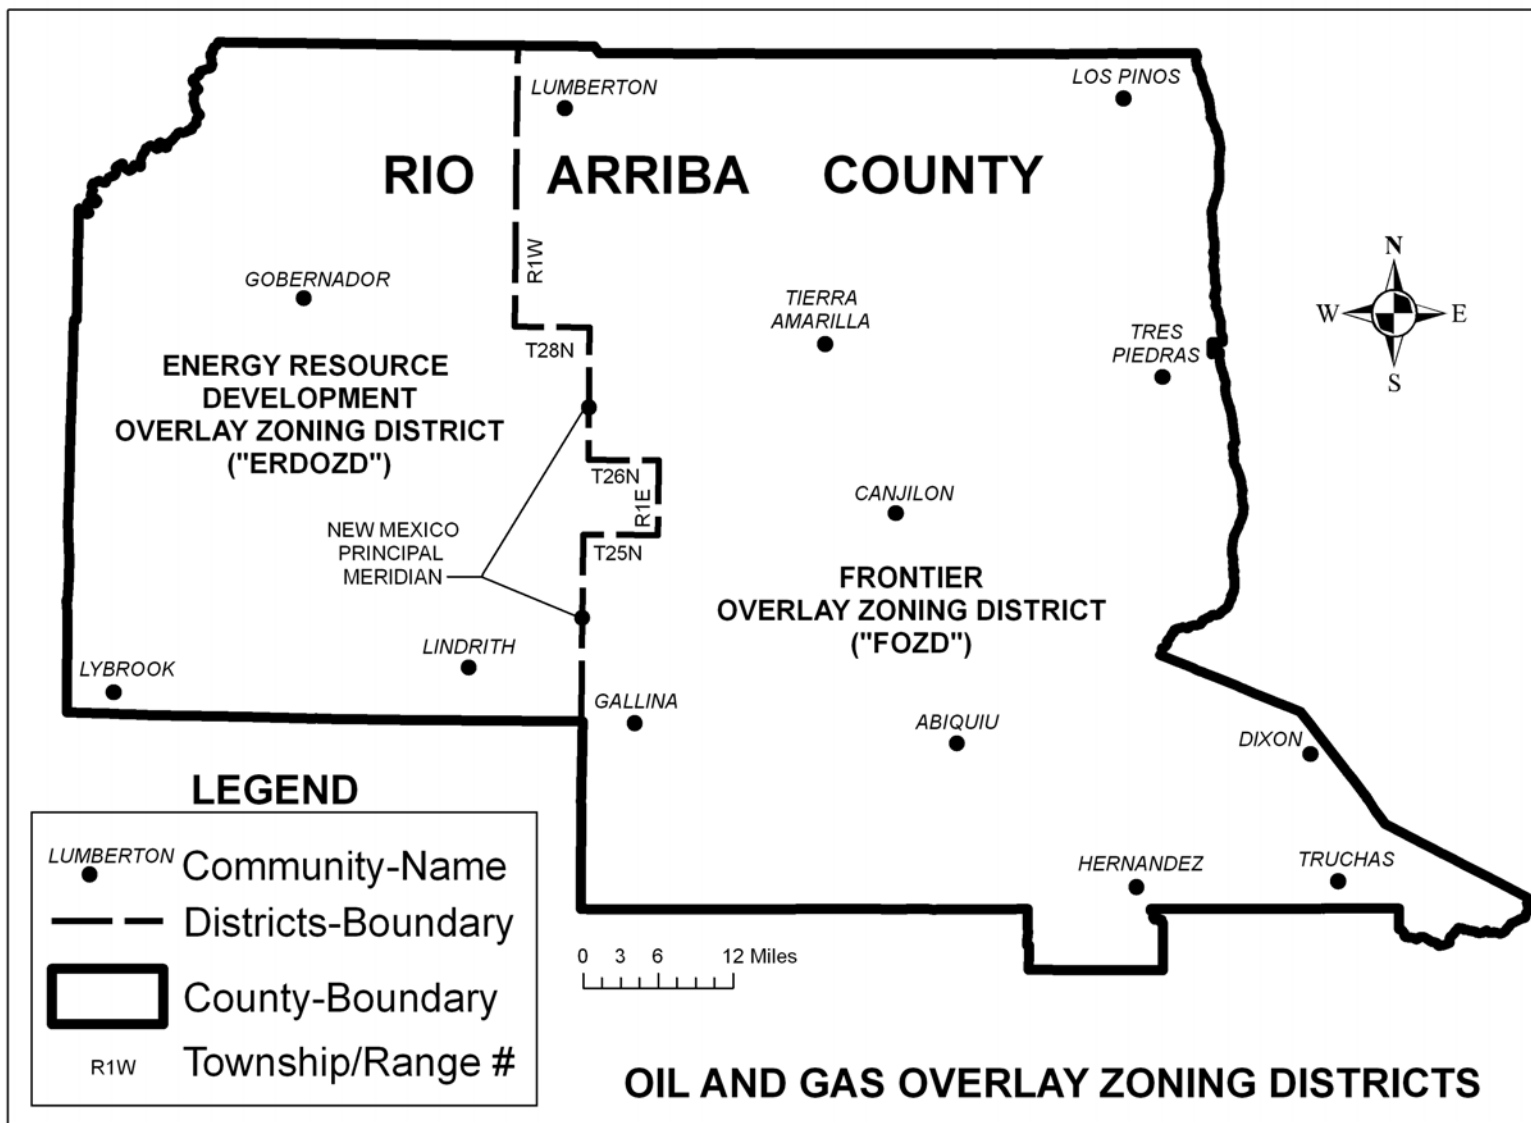 LUMBERTON
LOS PINOS
RIO ARRIBA COUNTY
R1W
N
W E
S
GOBERNADOR
TIERRA
AMARILLA
TRES
PIEDRAS
T28N
ENERGY RESOURCE
DEVELOPMENT
OVERLAY ZONING DISTRICT
("ERDOZD")
T26N
R1E
T25N
CANJILON
NEW MEXICO
PRINCIPAL
MERIDIAN
FRONTIER
OVERLAY ZONING DISTRICT
("FOZD")
LYBROOK
LINDRITH
GALLINA
ABIQUIU
DIXON
HERNANDEZ
TRUCHAS
LEGEND
LUMBERTON Community-Name
Districts-Boundary
County-Boundary
R1W Township/Range #
0 3 6 12 Miles
OIL AND GAS OVERLAY ZONING DISTRICTS